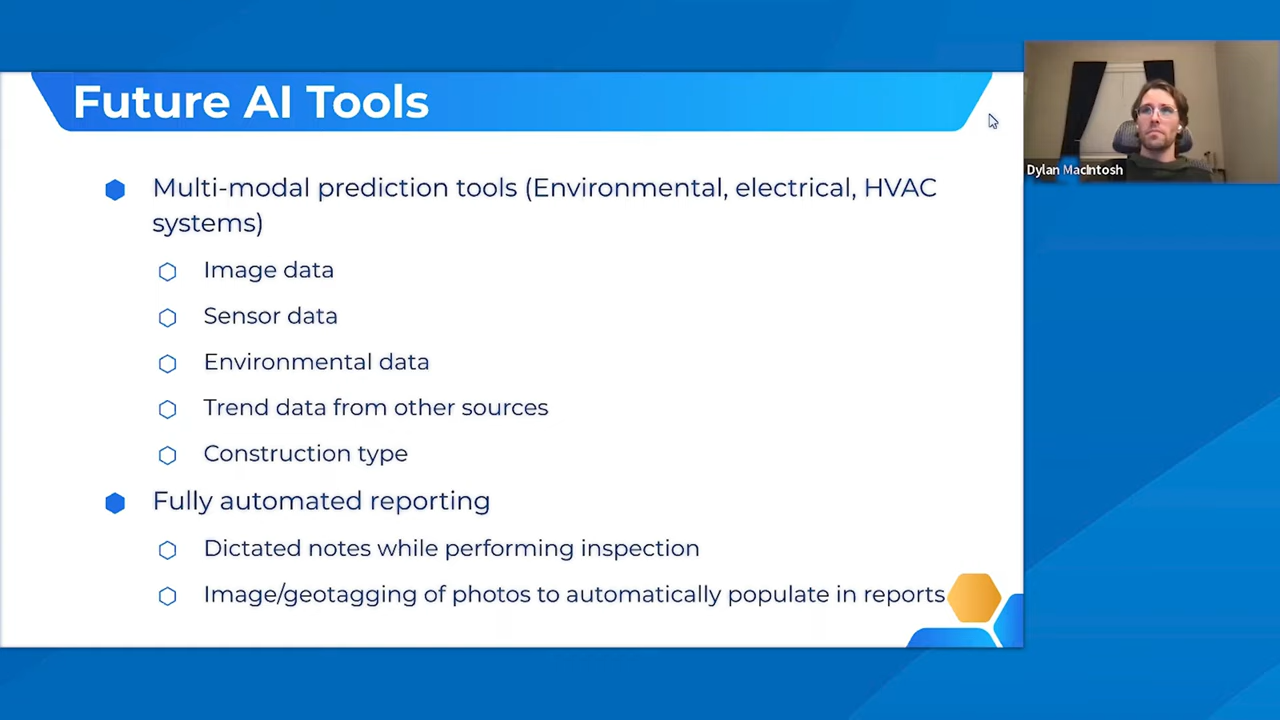 Future AI Tools
Multi-modal prediction tools (Environmental, electrical, HVAC
systems)
Image data
Sensor data
Environmental data
Trend data from other sources
Construction type
Fully automated reporting
Dictated notes while performing inspection
Image/geotagging of photos to automatically populate in reports
Dylan MacIntosh